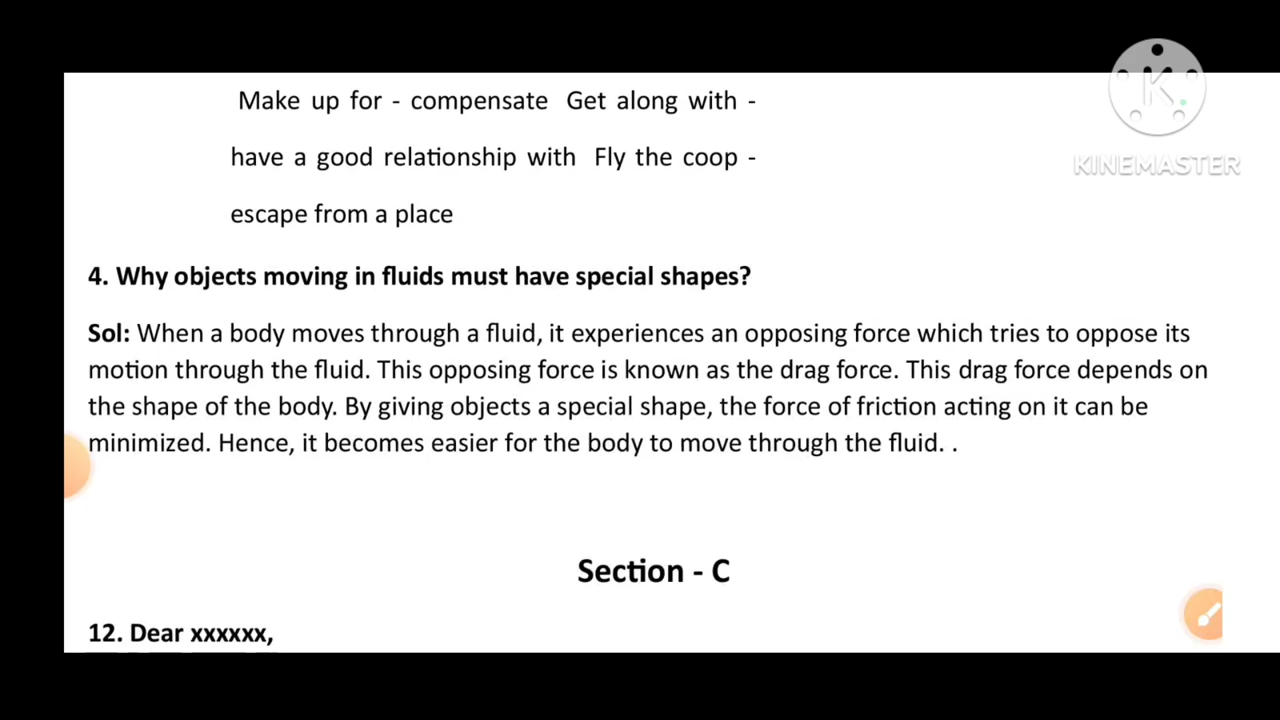 Make up for - compensate Get along with -
have a good relationship with Fly the coop -
escape from a place
4. Why objects moving in fluids must have special shapes?
Sol: When a body moves through a fluid, it experiences an opposing force which tries to oppose its
motion through the fluid. This opposing force is known as the drag force. This drag force depends on
the shape of the body. By giving objects a special shape, the force of friction acting on it can be
minimized. Hence, it becomes easier for the body to move through the fluid. .
Section - C
12. Dear xxxxxx,
K
KINEMASTER